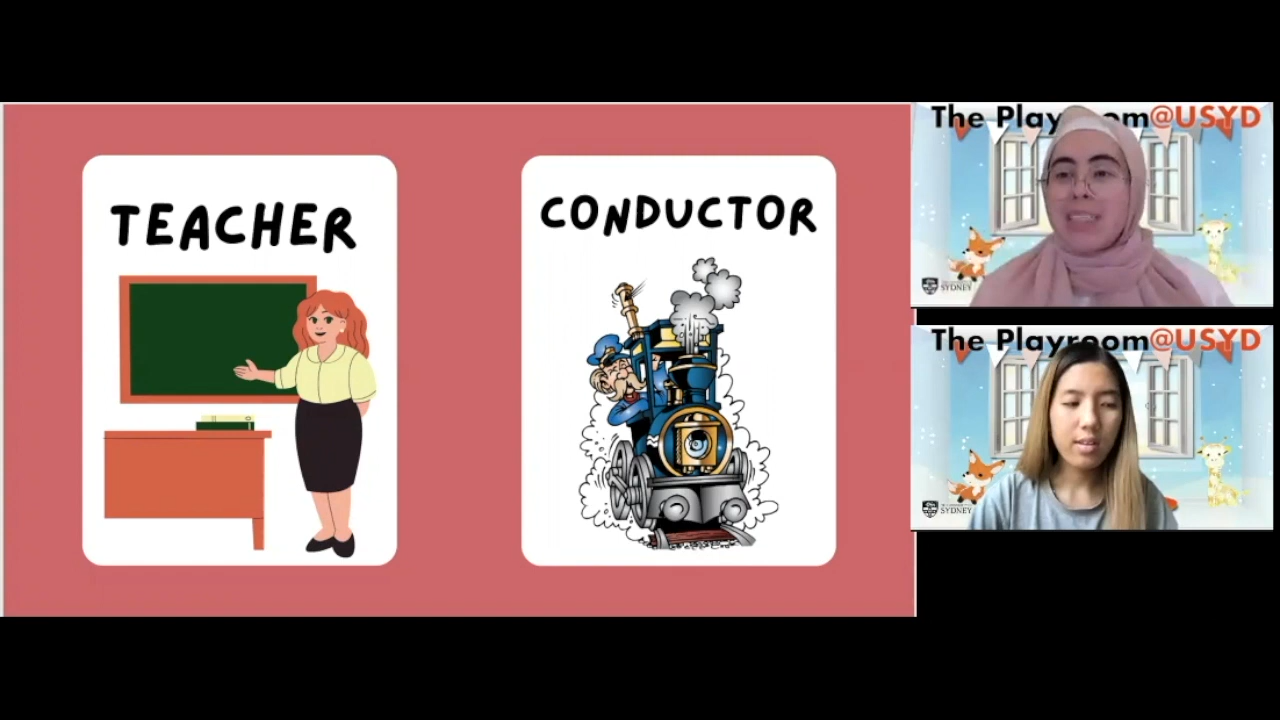 TEACHER
CONDUCTOR
The Playroom@USYD
SYDNEY
The Playroom@USYD
SYDNEY